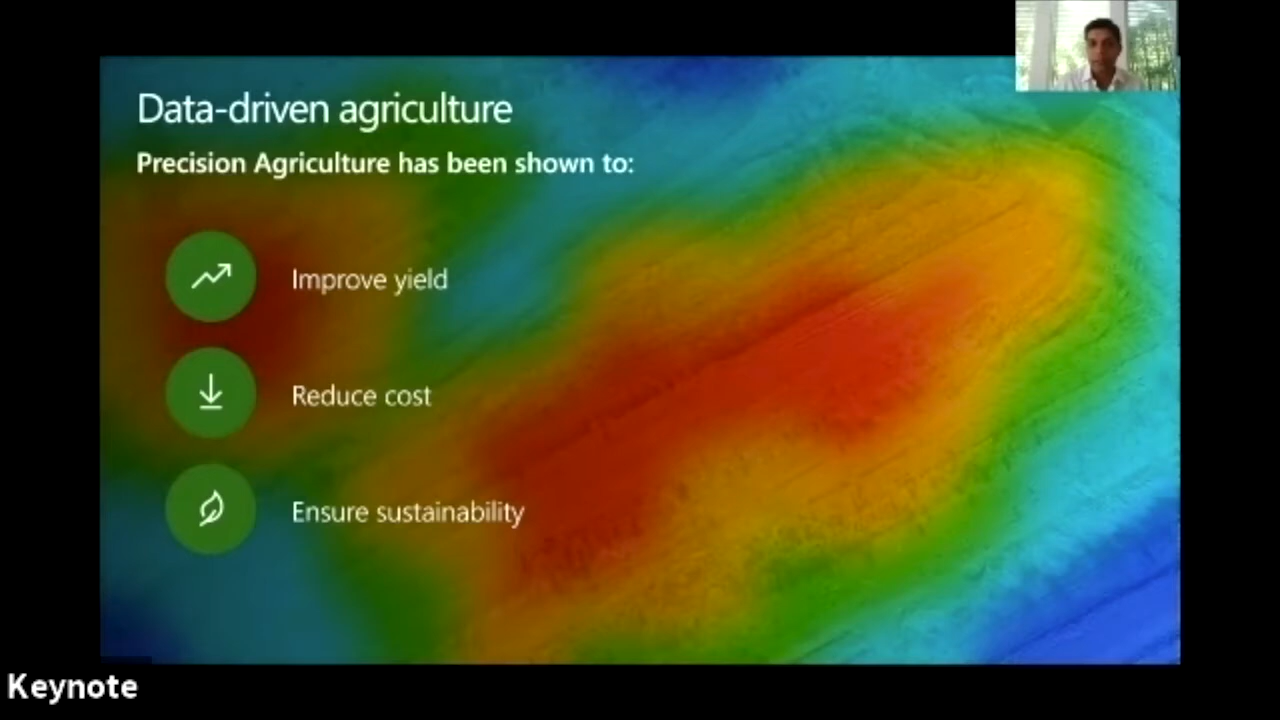 Data-driven agriculture
Precision Agriculture has been shown to:
Improve yield
Reduce cost
Ensure sustainability
Keynote